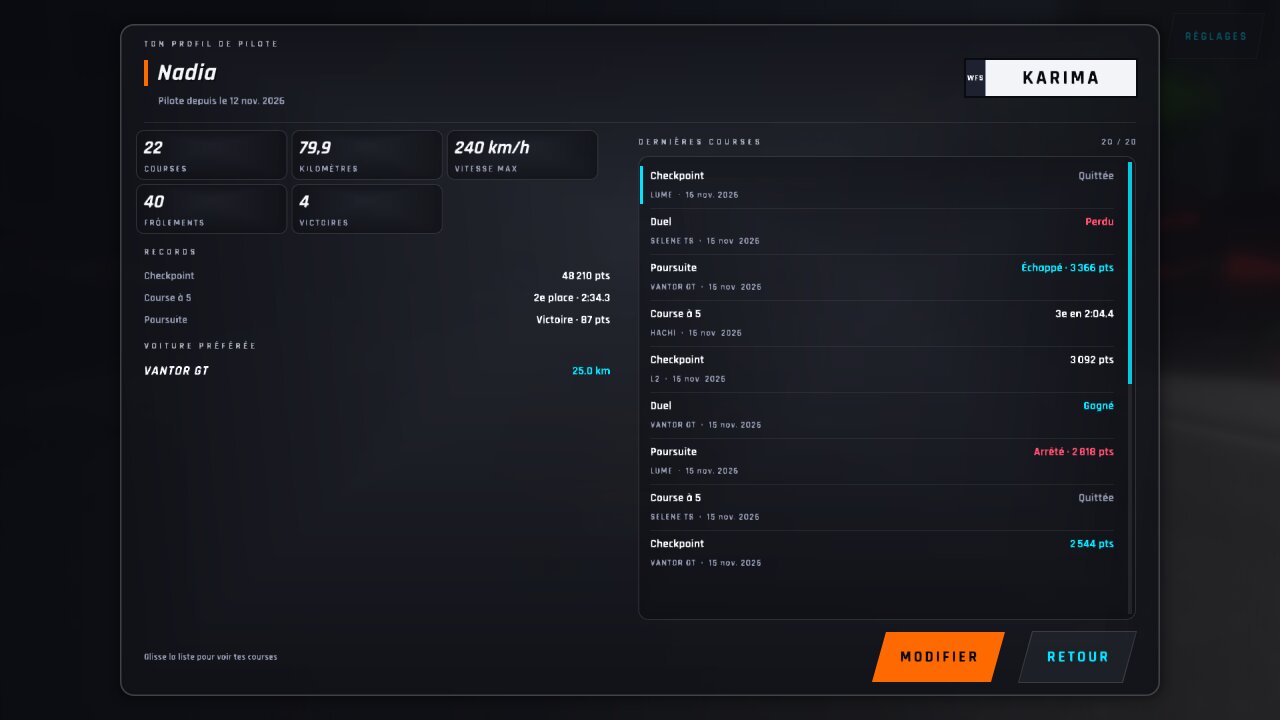 RÉGLAGES
TON PROFIL DE PILOTE
Nadia
Pilote depuis le 12 nov. 2026
WFS
KARIMA
22
COURSES
79,9
KILOMÈTRES
240 km/h
VITESSE MAX
40
FRÔLEMENTS
4
VICTOIRES
RECORDS
Checkpoint 48 210 pts
Course à 5 2e place · 2:34.3
Poursuite Victoire · 87 pts
VOITURE PRÉFÉRÉE
VANTOR GT 25.0 km
DERNIÈRES COURSES 20 / 20
Checkpoint Quittée
LUME · 16 nov. 2026
Duel Perdu
SELENE TS · 16 nov. 2026
Poursuite Échappé · 3 366 pts
VANTOR GT · 16 nov. 2026
Course à 5 3e en 2:04.4
HACHI · 16 nov. 2026
Checkpoint 3 092 pts
L2 · 16 nov. 2026
Duel Gagné
VANTOR GT · 15 nov. 2026
Poursuite Arrêté · 2 818 pts
LUME · 15 nov. 2026
Course à 5 Quittée
SELENE TS · 15 nov. 2026
Checkpoint 2 544 pts
VANTOR GT · 15 nov. 2026
Glisse la liste pour voir tes courses
MODIFIER
RETOUR